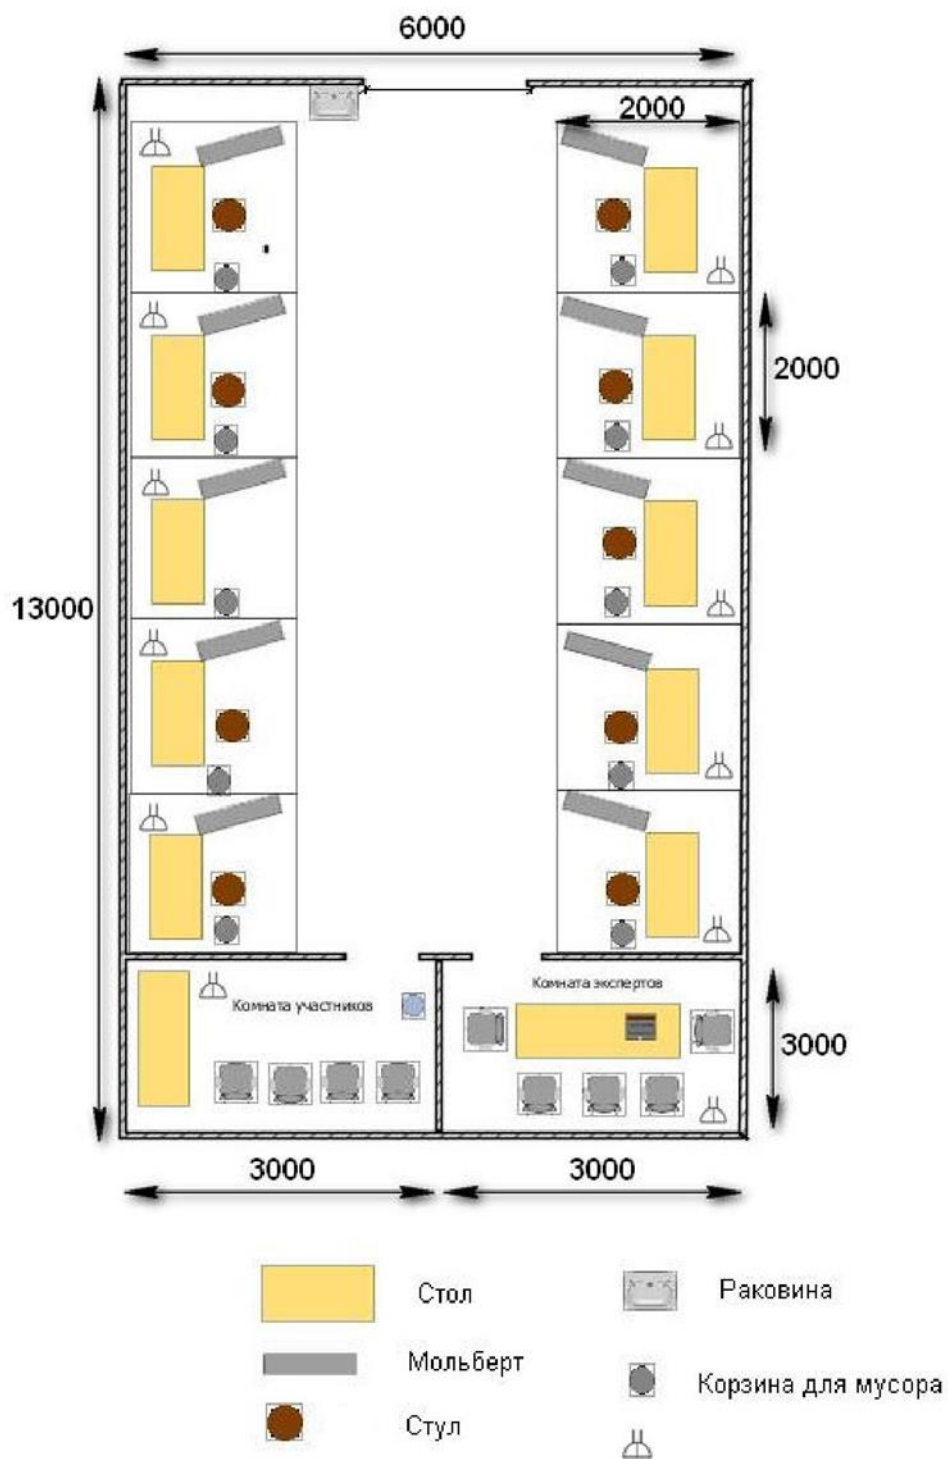 6000
2000
2000
13000
Комната участников
Комната экспертов
3000
3000
3000
Стол
Раковина
Мольберт
Корзина для мусора
Стул